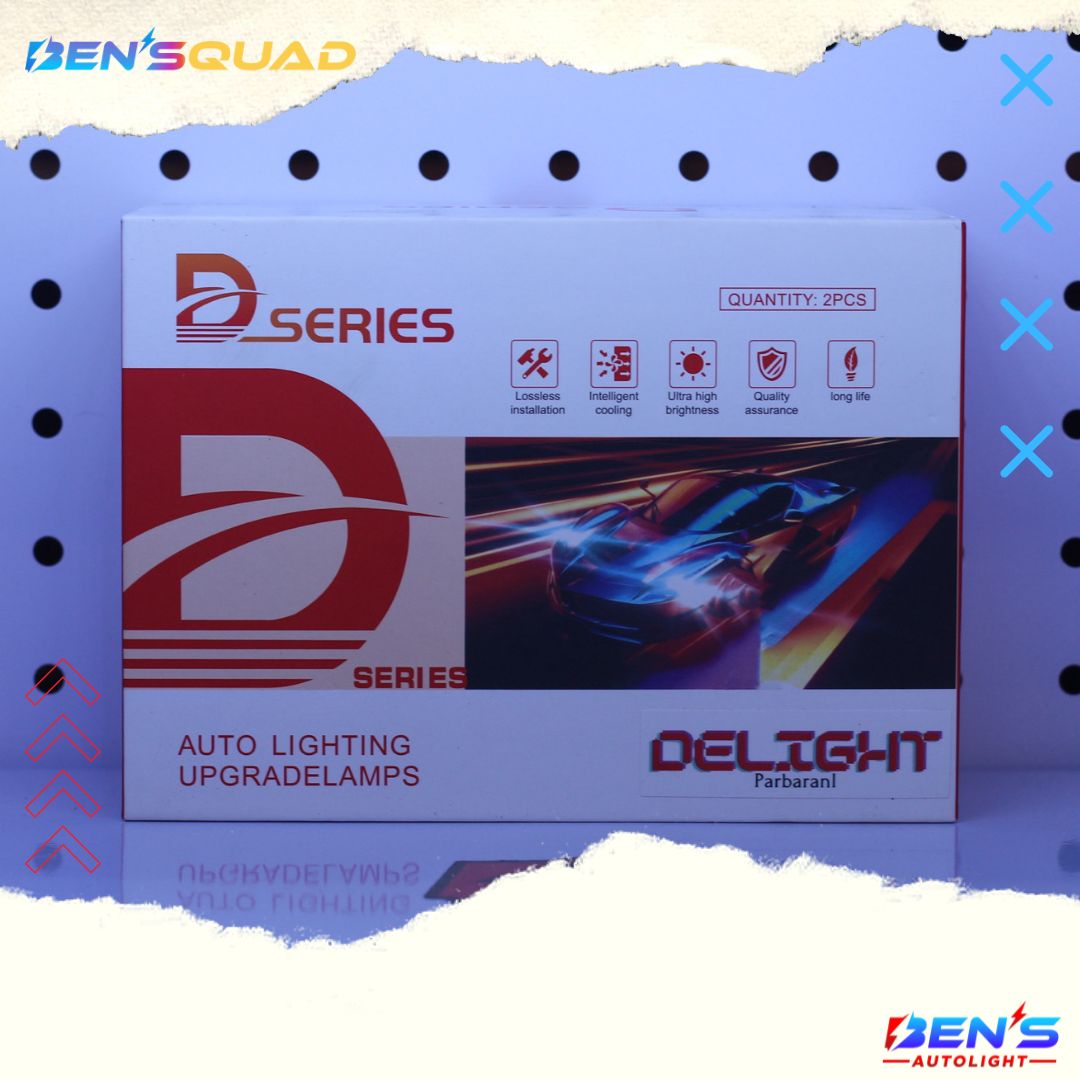 BEN'SQUAD
D SERIES
QUANTITY: 2PCS
Lossless installation
Intelligent cooling
Ultra high brightness
Quality assurance
long life
D
SERIES
AUTO LIGHTING
UPGRADELAMPS
DELIGHT
Parbaranl
UPGRADELAMPS
AUTO LIGHTING
BEN'S
AUTOLIGHT